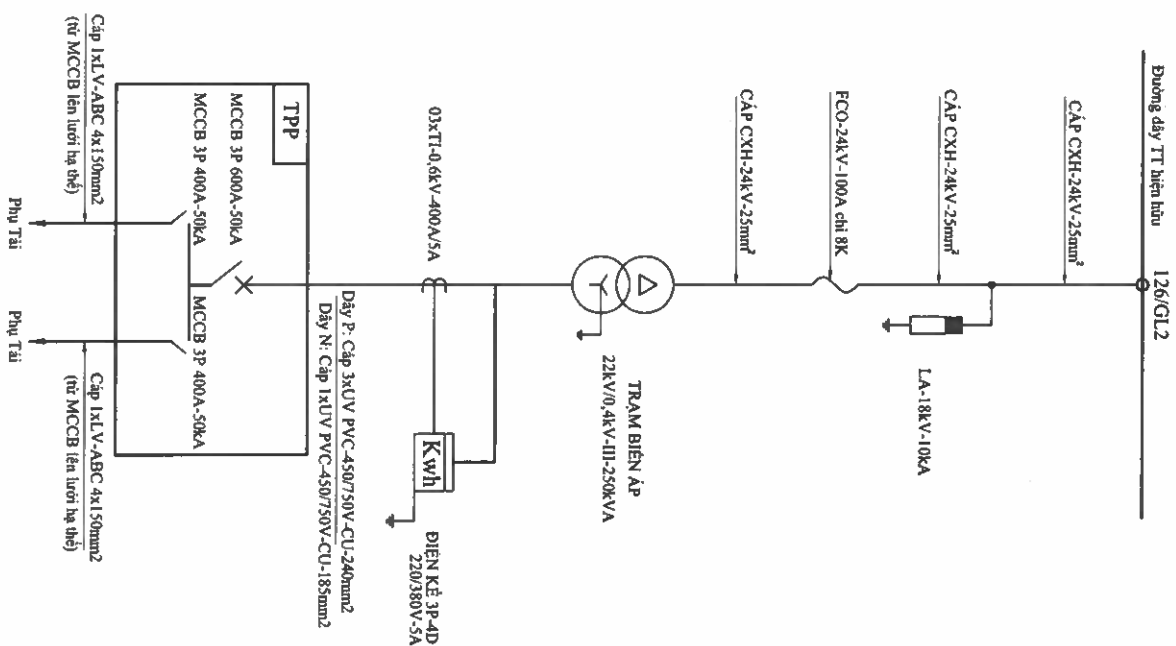 Đường dây TT hiện hữu
126/GL2
CÁP CXH-24kV-25mm²
LA-18kV-10kA
CÁP CXH-24kV-25mm²
FCO-24kV-100A chì 8K
CÁP CXH-24kV-25mm²
TRẠM BIẾN ÁP
22kV/0,4kV-III-250kVA
03xTI-0,6kV-400A/5A
Kwh
ĐIỆN KẾ 3P-4D
220/380V-5A
Dây P: Cáp 3xUV PVC-450/750V-CU-240mm2
Dây N: Cáp 1xUV PVC-450/750V-CU-185mm2
TPP
MCCB 3P 600A-50kA
MCCB 3P 400A-50kA
MCCB 3P 400A-50kA
Cáp 1xLV-ABC 4x150mm2
(từ MCCB lên lưới hạ thế)
Cáp 1xLV-ABC 4x150mm2
(từ MCCB lên lưới hạ thế)
Phụ Tải
Phụ Tải